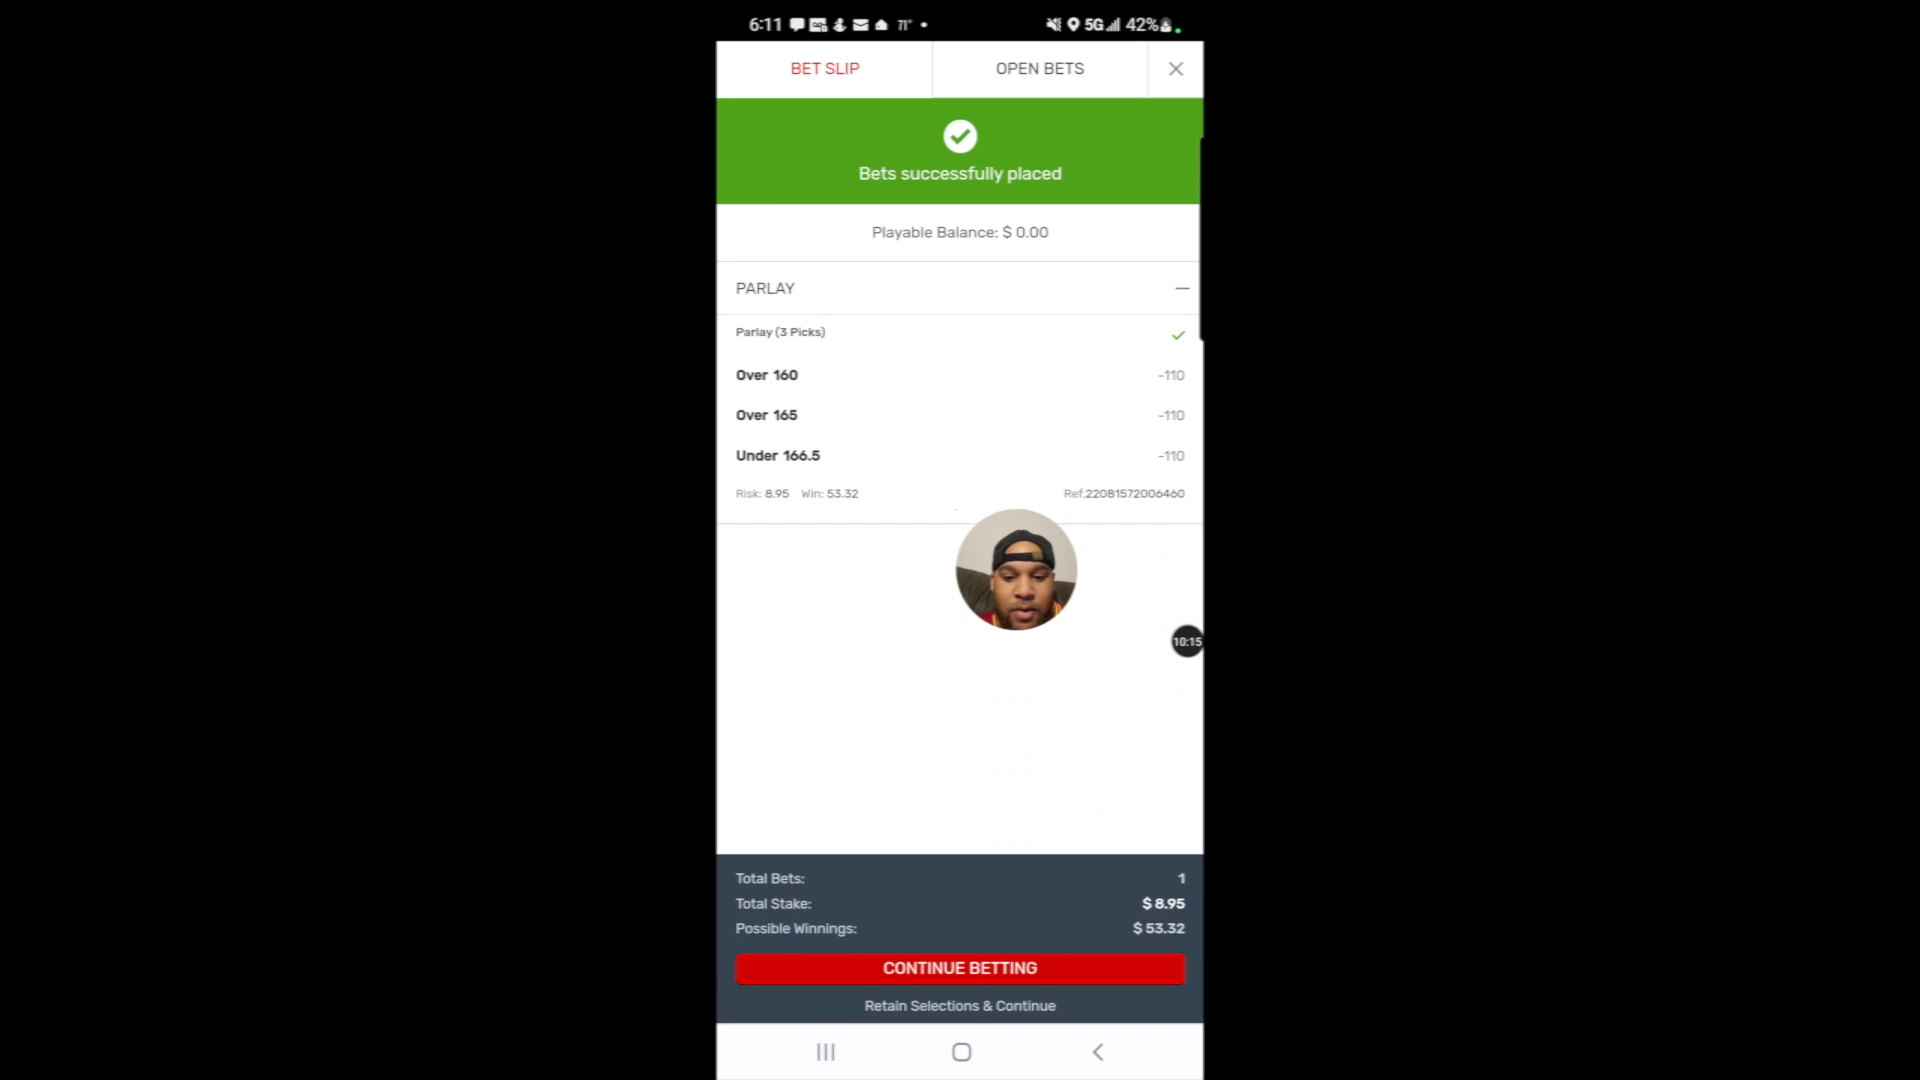 6:11 71° 5G 42%
BET SLIP OPEN BETS
Bets successfully placed
Playable Balance: $ 0.00
PARLAY
Parlay (3 Picks)
Over 160 -110
Over 165 -110
Under 166.5 -110
Risk: 8.95 Win: 53.32 Ref.22081572006460
10:15
Total Bets: 1
Total Stake: $ 8.95
Possible Winnings: $ 53.32
CONTINUE BETTING
Retain Selections & Continue